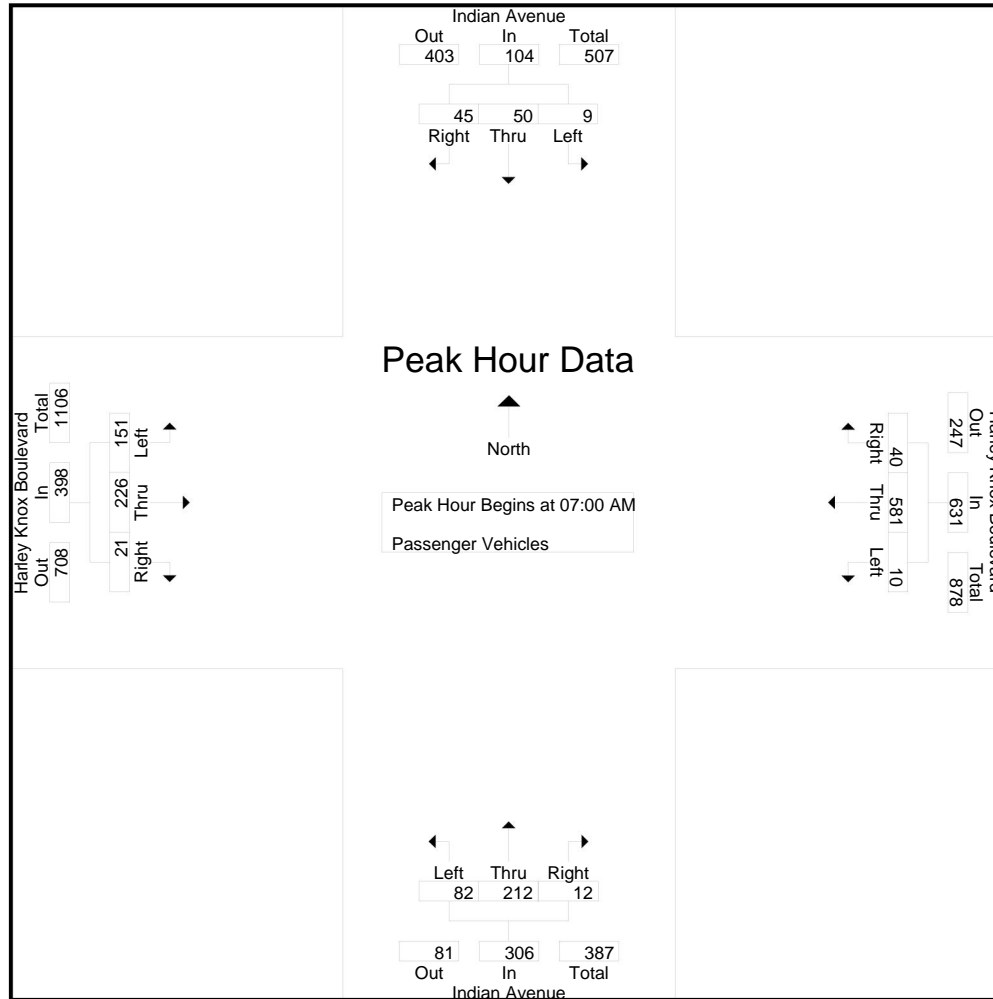 Indian Avenue
Out In Total
403 104 507
45 50 9
Right Thru Left
Peak Hour Data
North
Peak Hour Begins at 07:00 AM
Passenger Vehicles
Harley Knox Boulevard
Total In Out
1106 398 708
151 226 21
Left Thru Right
Right Thru Left
40 581 10
247 631 878
Out In Total
Harley Knox Boulevard
Left Thru Right
82 212 12
81 306 387
Out In Total
Indian Avenue